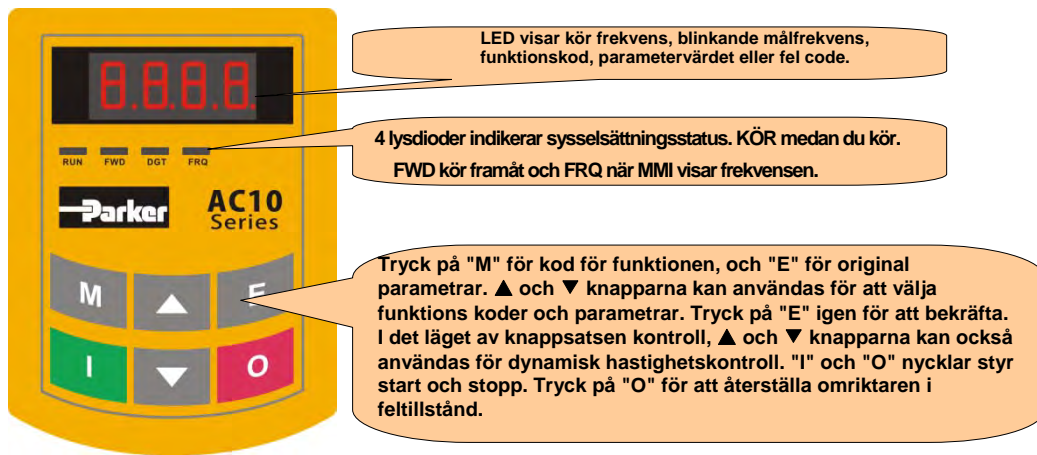 LED visar kör frekvens, blinkande målfrekvens,
funktionskod, parametervärdet eller fel code.
8.8.8.8.
4 lysdioder indikerar sysselsättningsstatus. KÖR medan du kör.
FWD kör framåt och FRQ när MMI visar frekvensen.
RUN FWD DGT FRQ
Parker
AC10
Series
Tryck på "M" för kod för funktionen, och "E" för original
parametrar. ▲ och ▼ knapparna kan användas för att välja
funktions koder och parametrar. Tryck på "E" igen för att bekräfta.
I det läget av knappsatsen kontroll, ▲ och ▼ knapparna kan också
användas för dynamisk hastighetskontroll. "I" och "O" nycklar styr
start och stopp. Tryck på "O" för att återställa omriktaren i
feltillstånd.
M ▲ E
I ▼ O